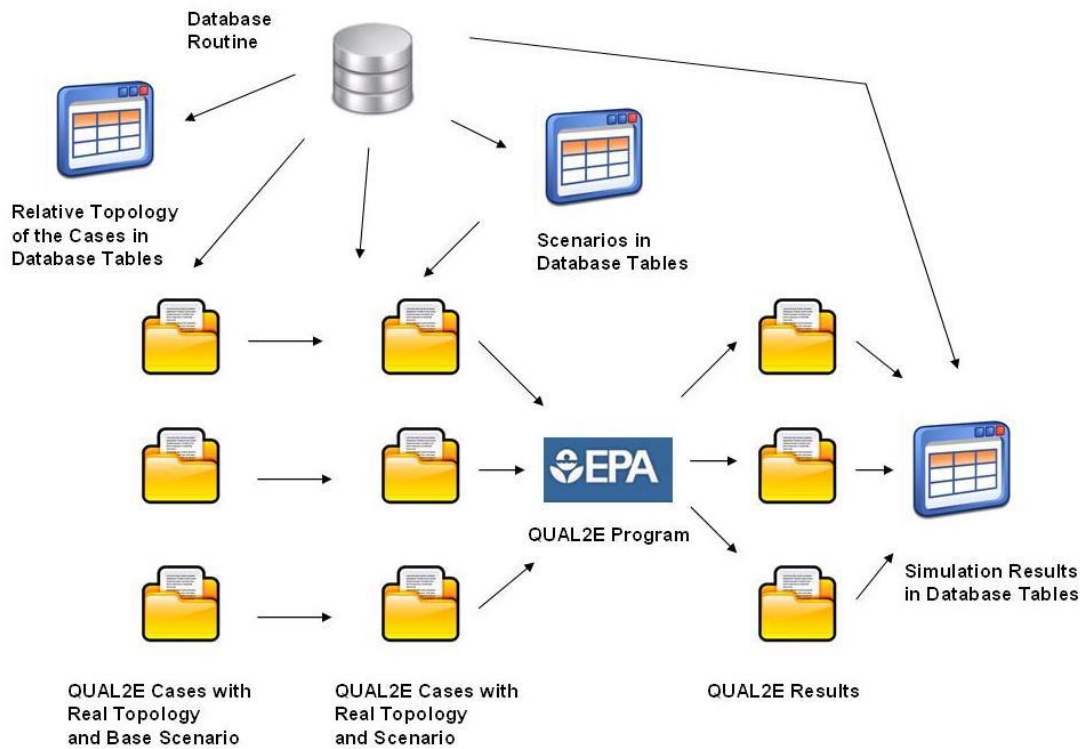 Database
Routine
Relative Topology
of the Cases in
Database Tables
Scenarios in
Database Tables
EPA
QUAL2E Program
Simulation Results
in Database Tables
QUAL2E Cases with
Real Topology
and Base Scenario
QUAL2E Cases with
Real Topology
and Scenario
QUAL2E Results